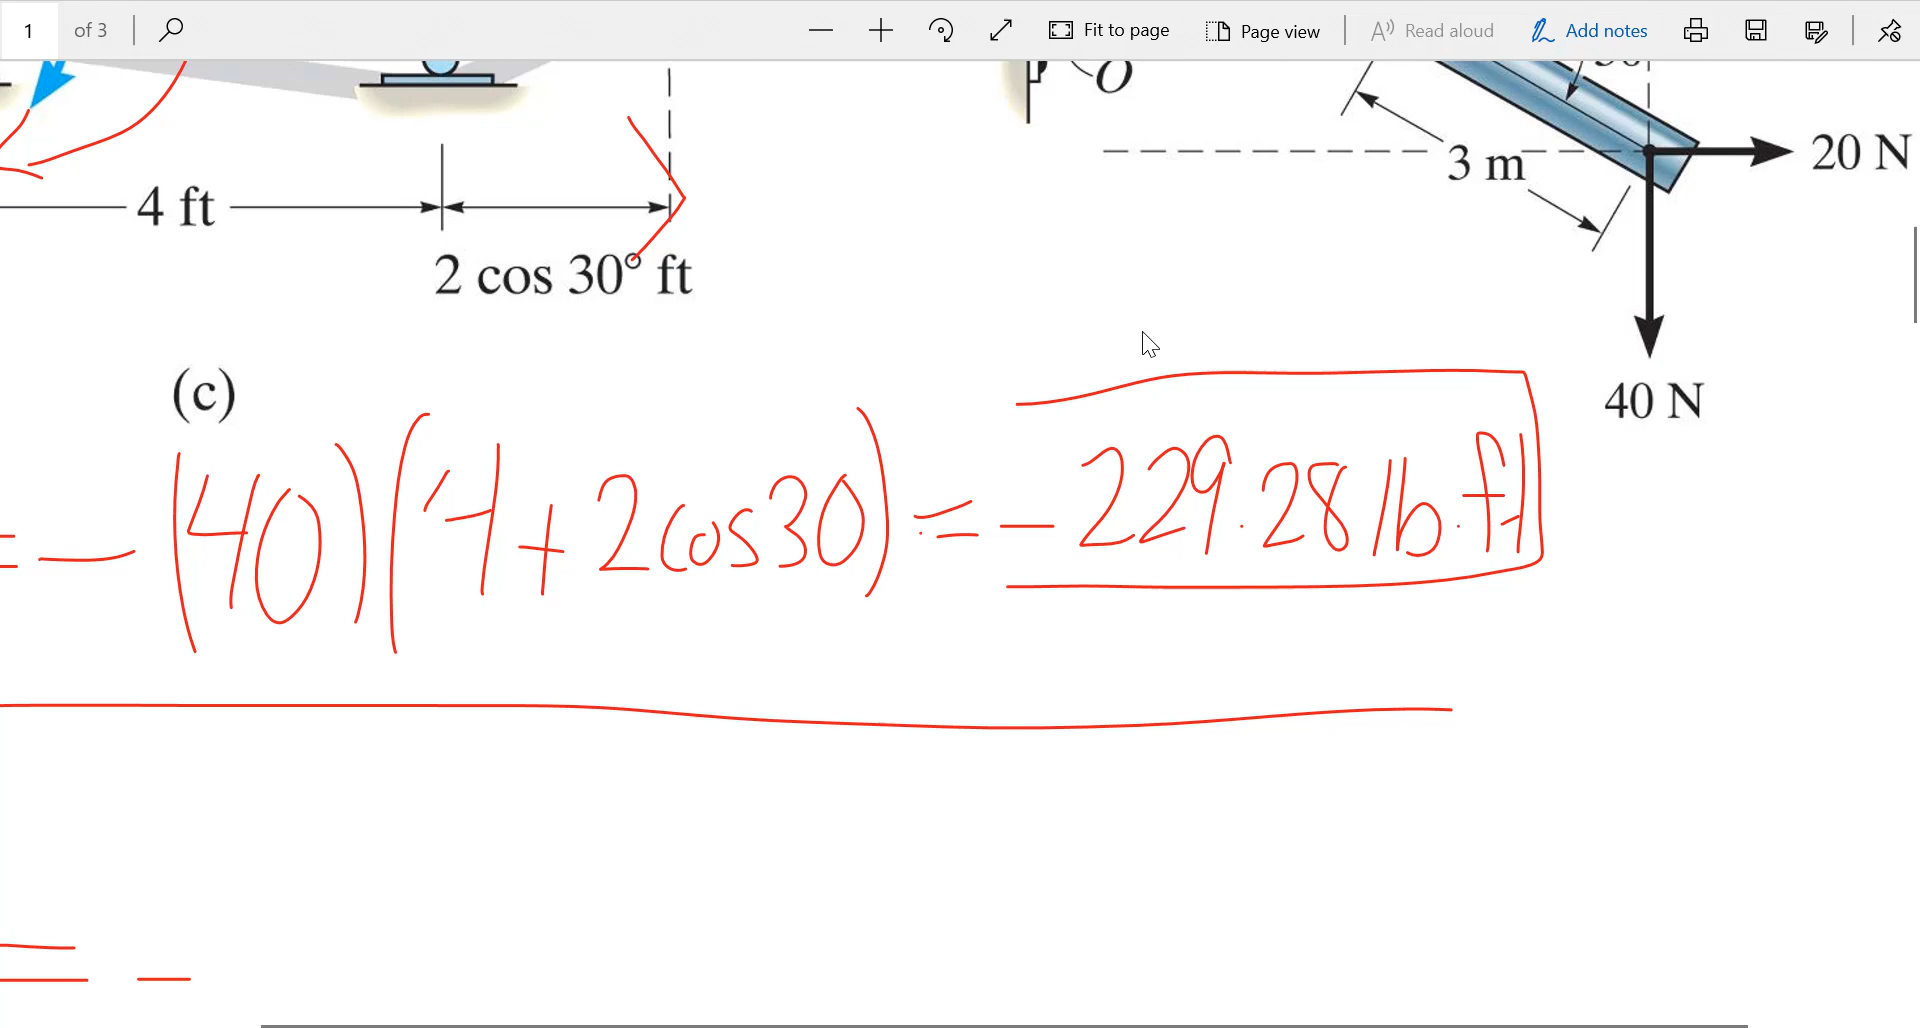 1 of 3 Fit to page Page view Read aloud Add notes
O
3 m 20 N
4 ft
2 cos 30° ft
40 N
(c)
= - (40)(4+2cos30) = - 229.28 lb.ft
= -